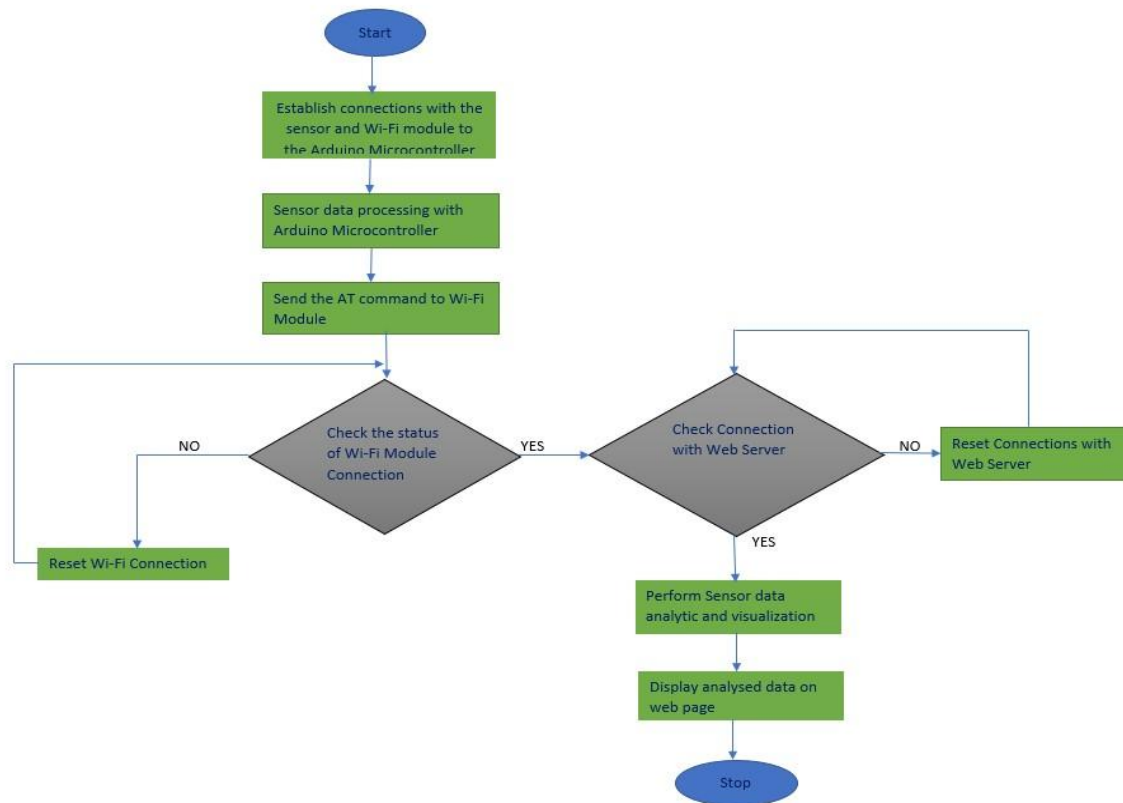 Start
Establish connections with the
sensor and Wi-Fi module to
the Arduino Microcontroller
Sensor data processing with
Arduino Microcontroller
Send the AT command to Wi-Fi
Module
Check the status
of Wi-Fi Module
Connection
NO
YES
Check Connection
with Web Server
NO
Reset Connections with
Web Server
Reset Wi-Fi Connection
YES
Perform Sensor data
analytic and visualization
Display analysed data on
web page
Stop